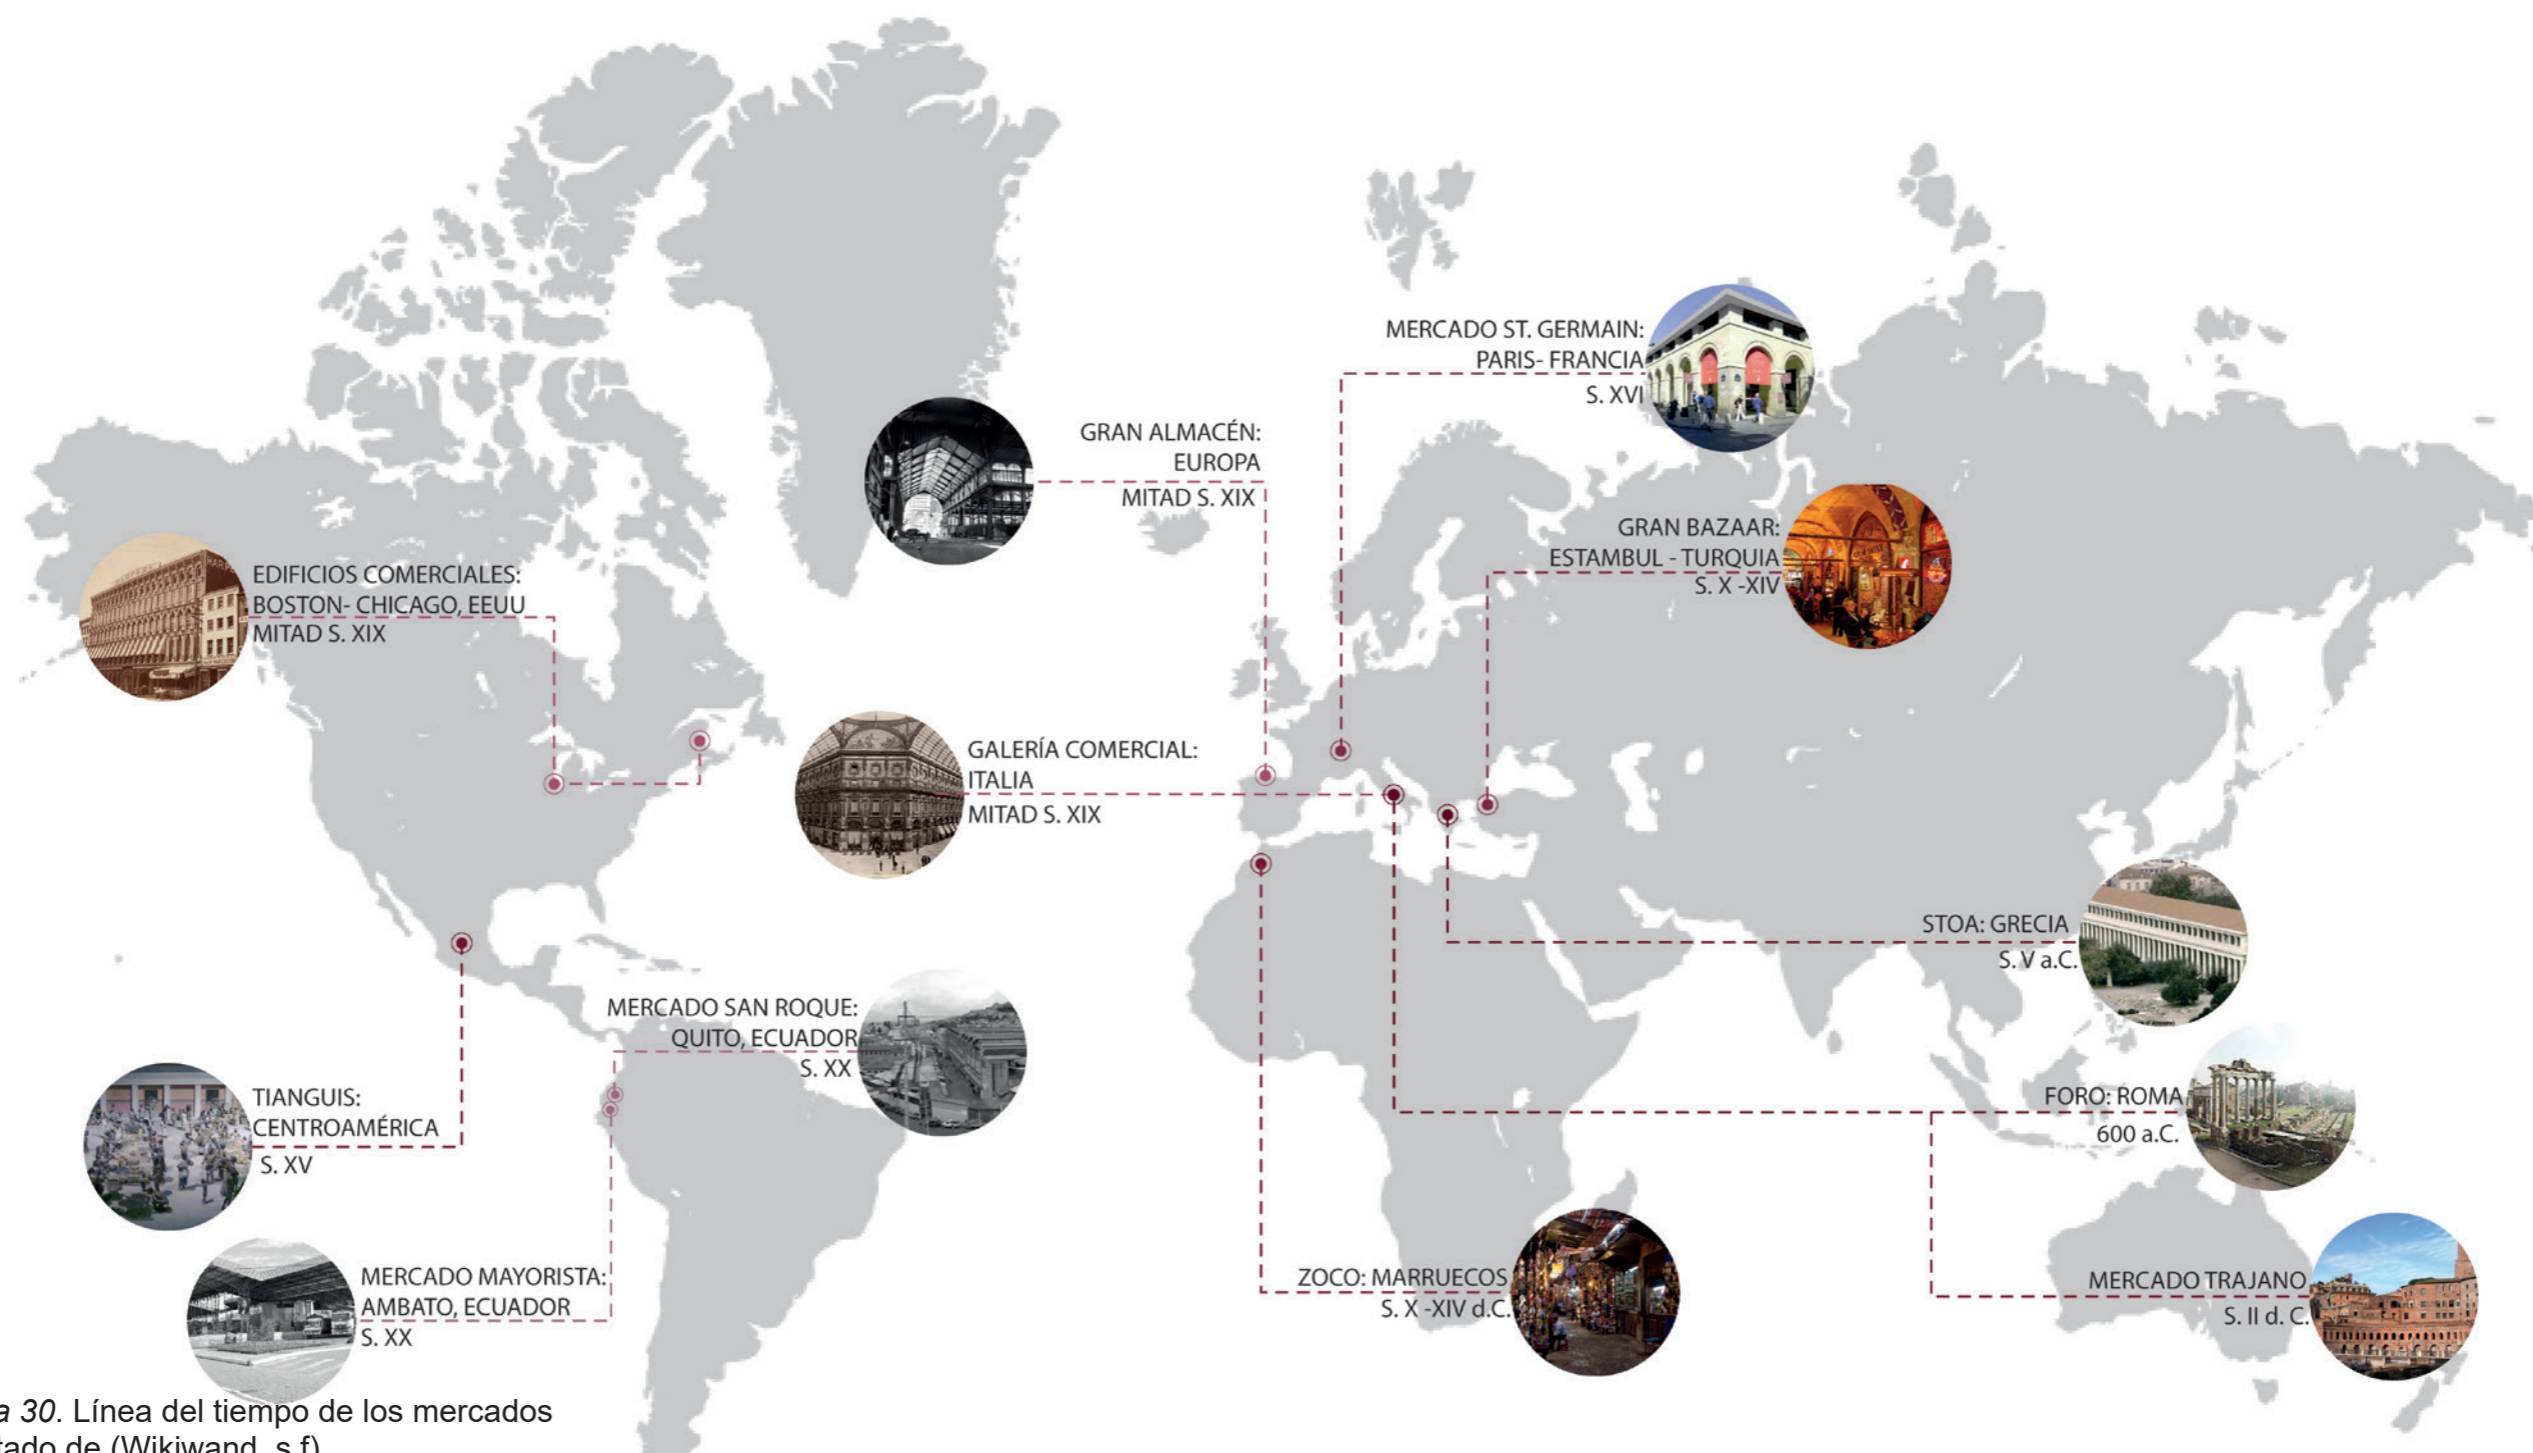 MERCADO ST. GERMAIN:
PARIS- FRANCIA
S. XVI
GRAN ALMACÉN:
EUROPA
MITAD S. XIX
GRAN BAZAAR:
ESTAMBUL - TURQUIA
S. X -XIV
EDIFICIOS COMERCIALES:
BOSTON- CHICAGO, EEUU
MITAD S. XIX
GALERÍA COMERCIAL:
ITALIA
MITAD S. XIX
STOA: GRECIA
S. V a.C.
MERCADO SAN ROQUE:
QUITO, ECUADOR
S. XX
TIANGUIS:
CENTROAMÉRICA
S. XV
FORO: ROMA
600 a.C.
MERCADO MAYORISTA:
AMBATO, ECUADOR
S. XX
ZOCO: MARRUECOS
S. X -XIV d.C.
MERCADO TRAJANO
S. II d. C.
a 30. Línea del tiempo de los mercados
tado de (Wikiwand, s.f)